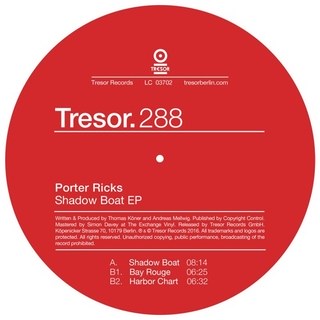 TRESOR
Tresor Records LC 03702 tresorberlin.com
Tresor. 288
Porter Ricks
Shadow Boat EP
Written & Produced by Thomas Köner and Andreas Mellwig, Published by Copyright Control.
Mastered by Simon Davey at The Exchange Vinyl. Released by Tresor Records GmbH.
Köpenicker Strasse 70, 10179 Berlin. ℗ & © Tresor Records 2016. All trademarks and logos are
protected. All rights reserved. Unauthorized copying, public performance, broadcasting of the
record prohibited.
A. Shadow Boat 08:14
B1. Bay Rouge 06:25
B2. Harbor Chart 06:32